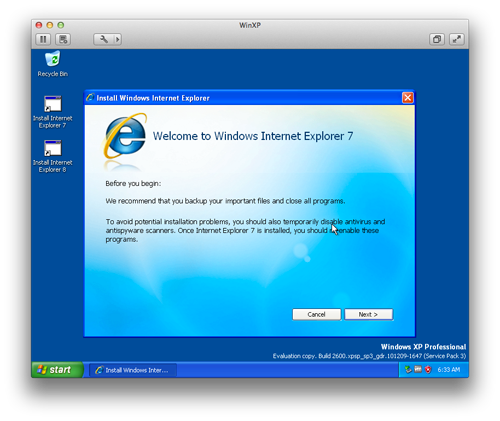 WinXP
Recycle Bin
Install Internet
Explorer 7
Install Internet
Explorer 8
Install Windows Internet Explorer
Welcome to Windows Internet Explorer 7
Before you begin:
We recommend that you backup your important files and close all programs.
To avoid potential installation problems, you should also temporarily disable antivirus and
antispyware scanners. Once Internet Explorer 7 is installed, you should reenable these
programs.
Cancel
Next >
Windows XP Professional
Evaluation copy. Build 2600.xpsp_sp3_gdr.101209-1647 (Service Pack 3)
start
Install Windows Inter...
6:33 AM